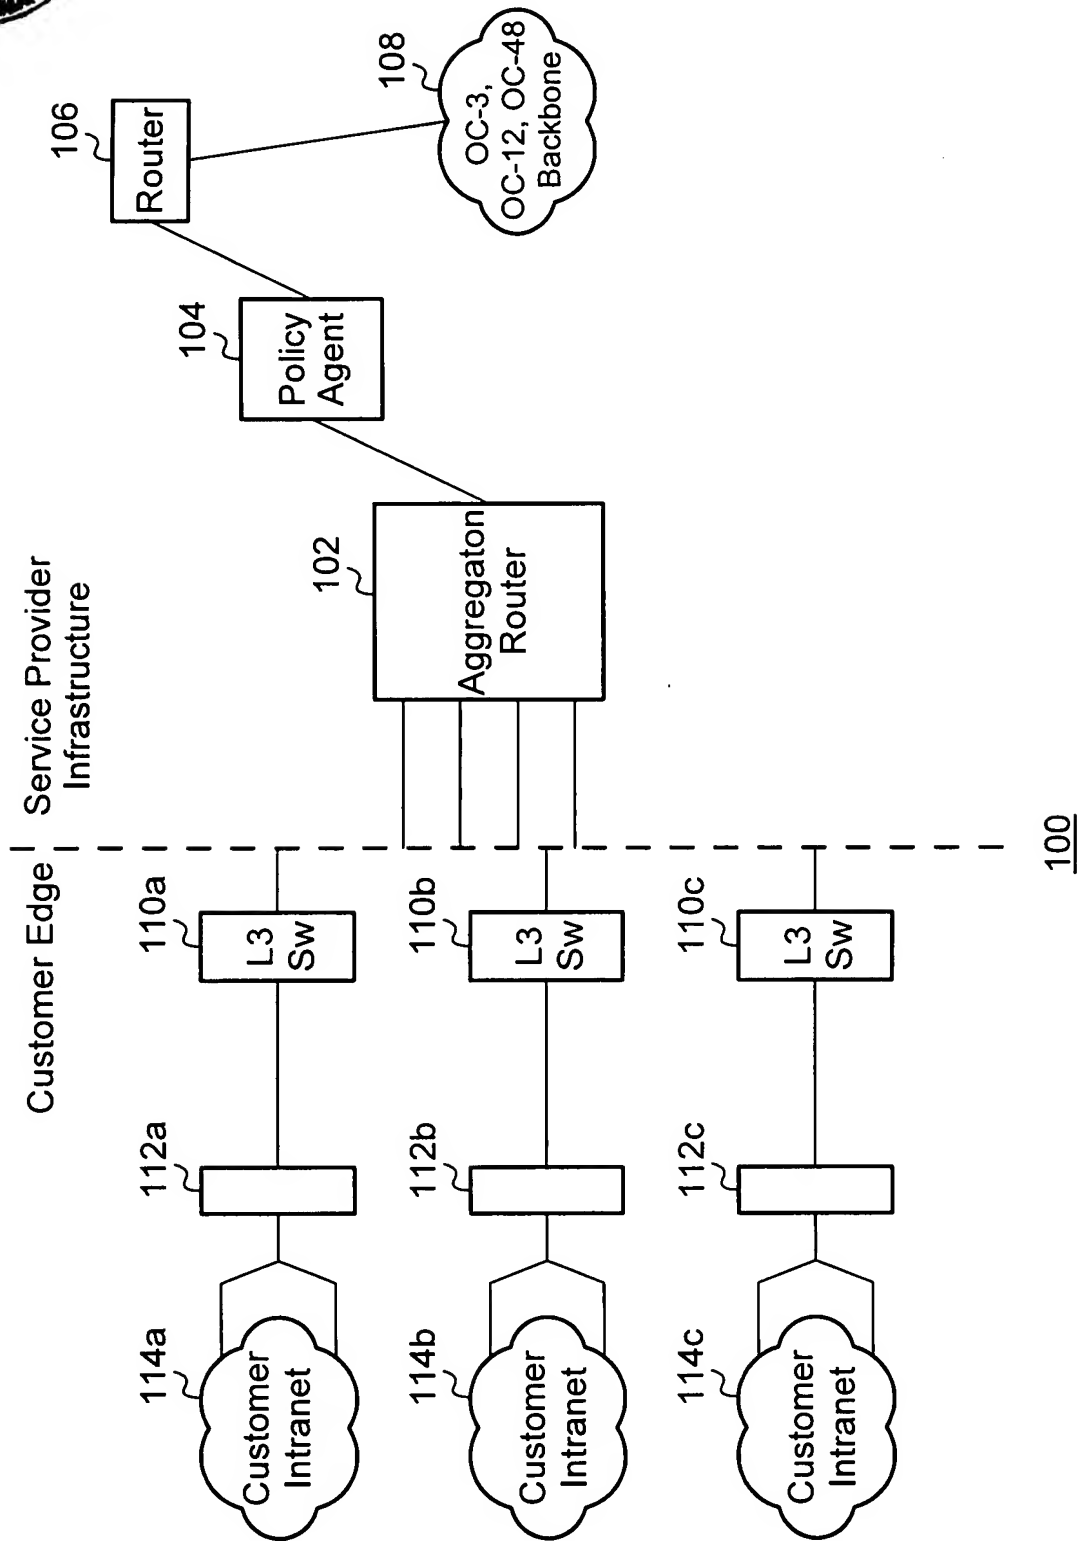 Customer Edge
Service Provider
Infrastructure
114a
Customer
Intranet
112a
110a
L3
Sw
114b
Customer
Intranet
112b
110b
L3
Sw
114c
Customer
Intranet
112c
110c
L3
Sw
102
Aggregaton
Router
104
Policy
Agent
106
Router
108
OC-3,
OC-12, OC-48
Backbone
100